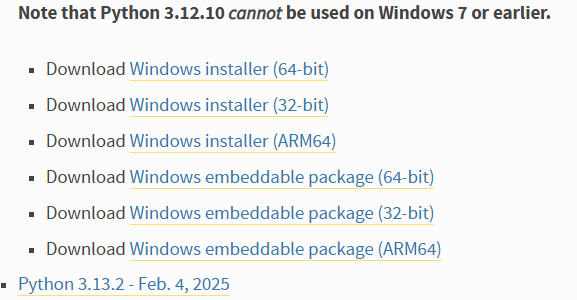 Note that Python 3.12.10 cannot be used on Windows 7 or earlier.
Download Windows installer (64-bit)
Download Windows installer (32-bit)
Download Windows installer (ARM64)
Download Windows embeddable package (64-bit)
Download Windows embeddable package (32-bit)
Download Windows embeddable package (ARM64)
Python 3.13.2 - Feb. 4, 2025